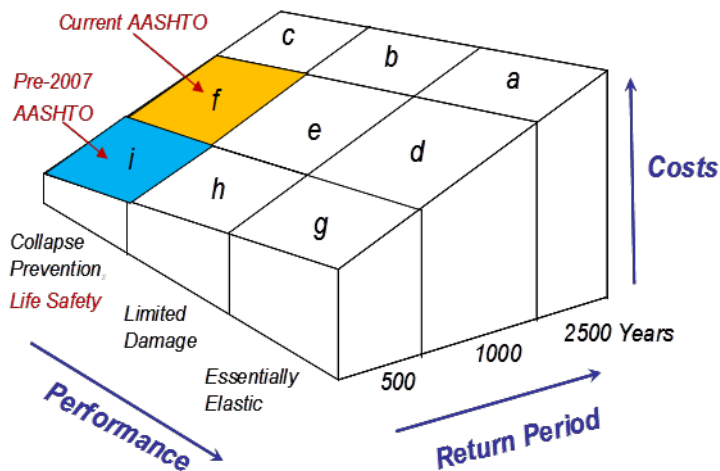 Current AASHTO
Pre-2007
AASHTO
c
b
a
f
e
d
i
h
g
Costs
Collapse
Prevention,
Life Safety
Limited
Damage
Essentially
Elastic
500
1000
2500 Years
Performance
Return Period